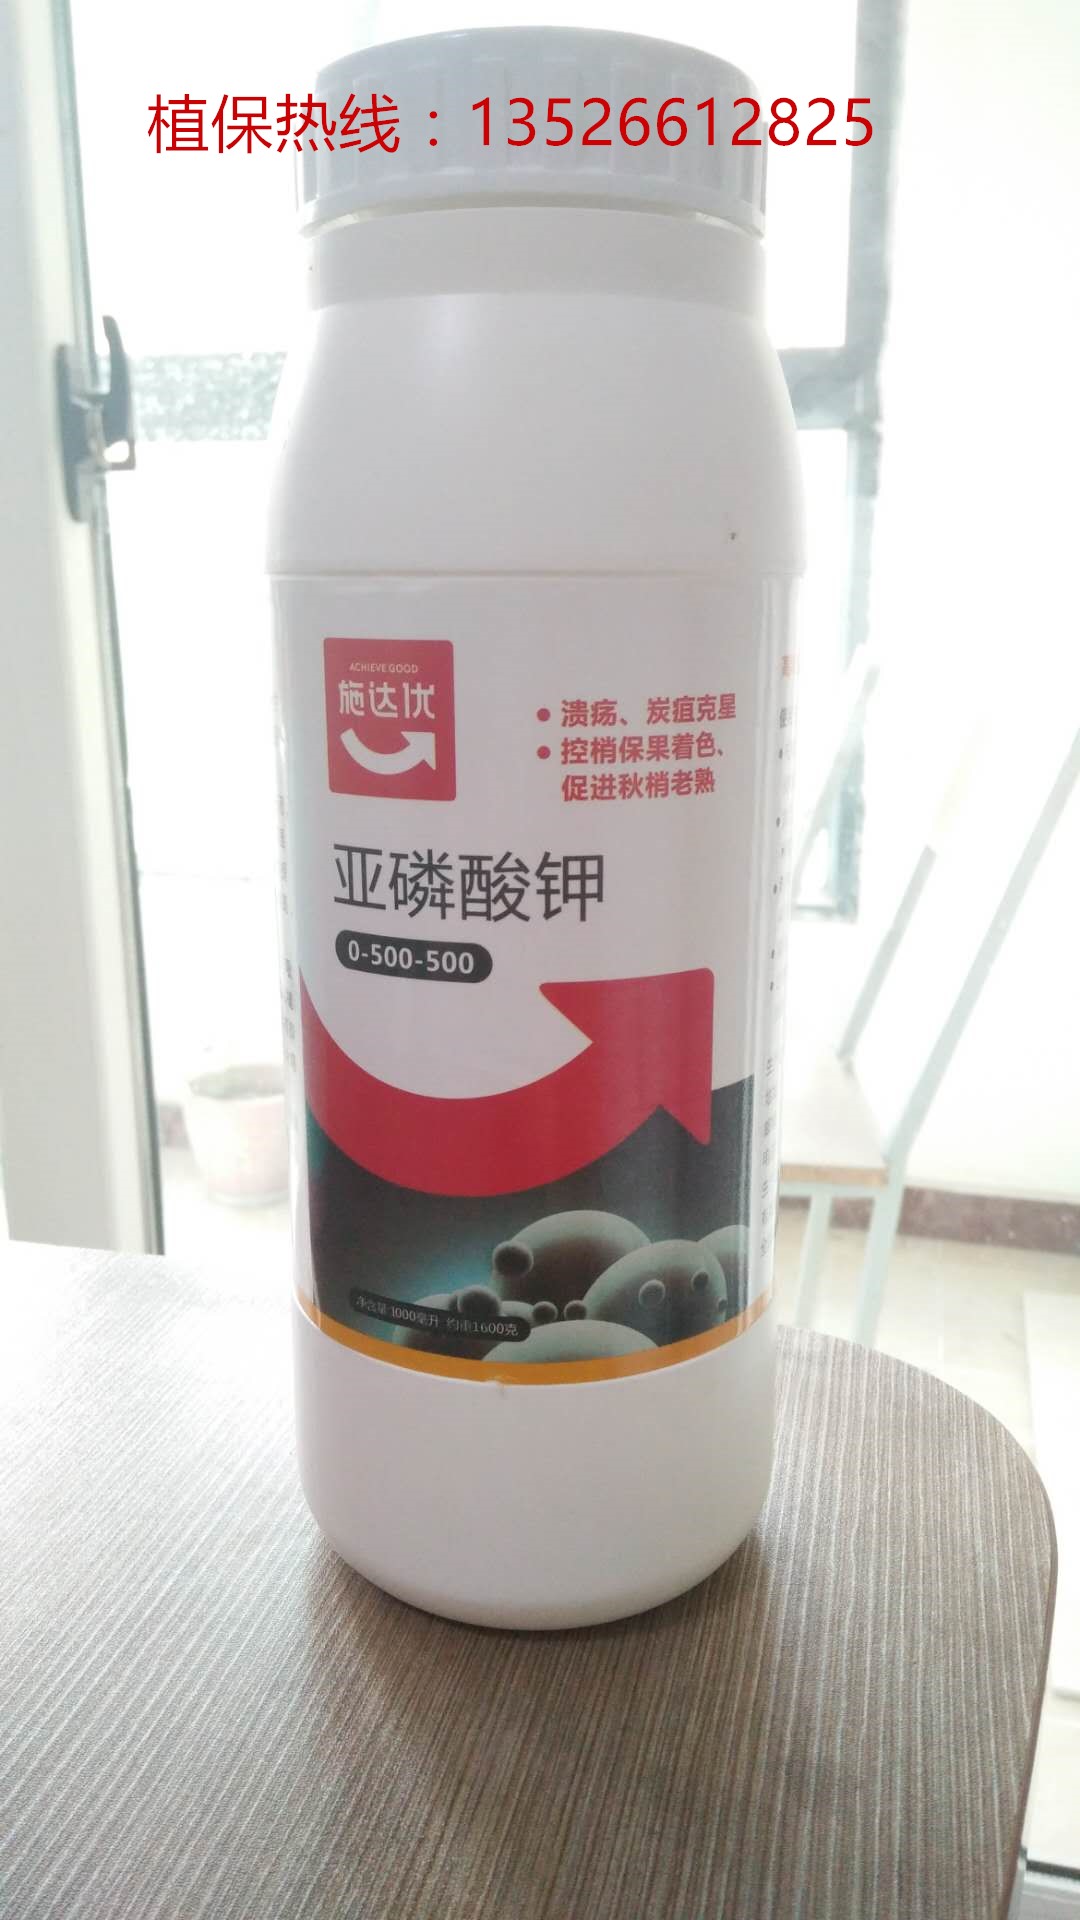 植保热线：13526612825
ACHIEVE GOOD
施达优
● 溃疡、炭疽克星
● 控梢保果着色、
促进秋梢老熟
亚磷酸钾
0-500-500
净含量:1000毫升 约重1600克